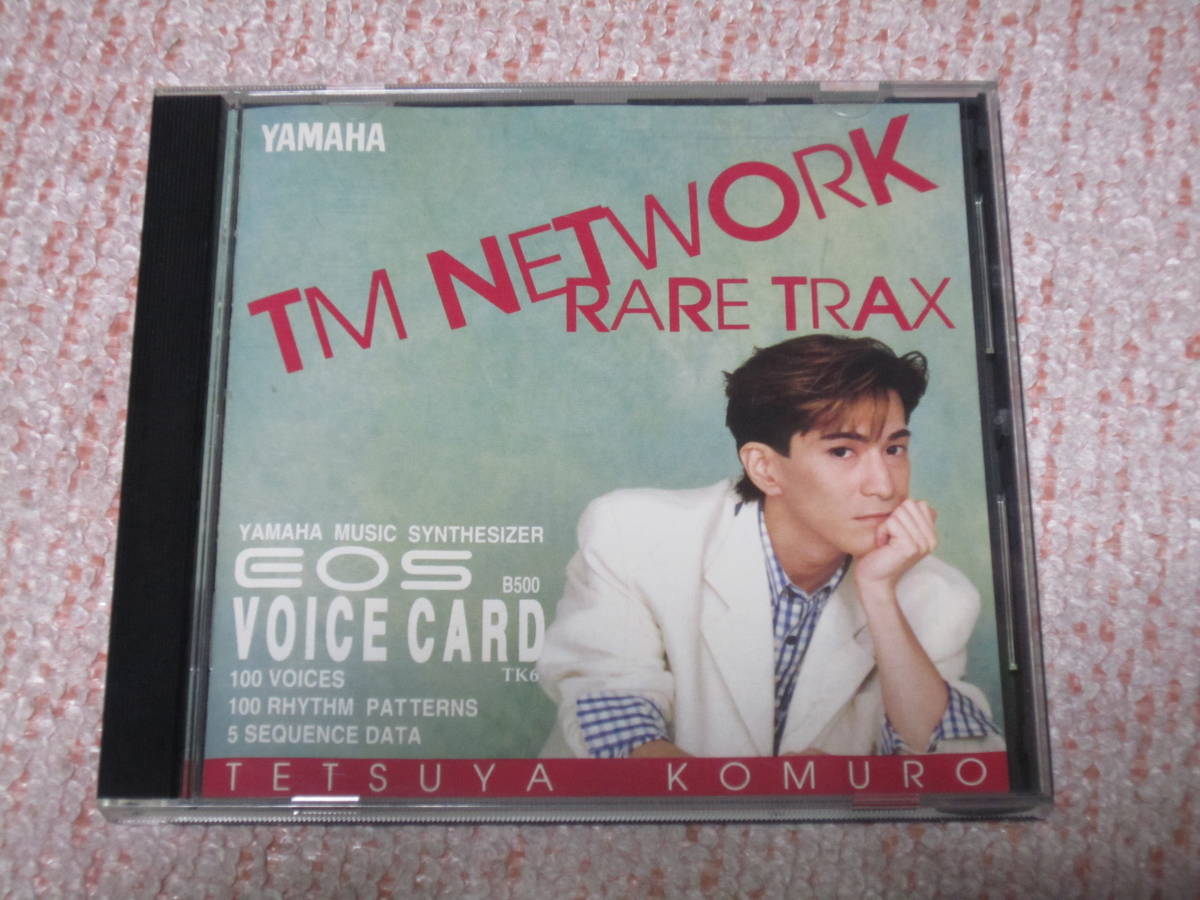 YAMAHA
TM NETWORK
RARE TRAX
YAMAHA MUSIC SYNTHESIZER
EOS B500
VOICE CARD
TK6
100 VOICES
100 RHYTHM PATTERNS
5 SEQUENCE DATA
TETSUYA KOMURO